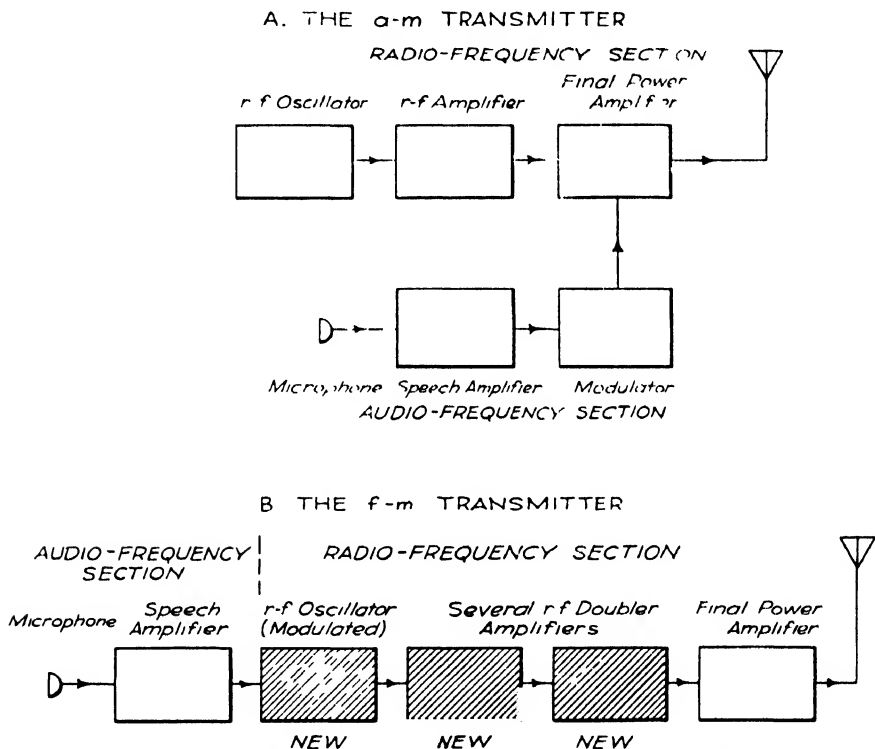 A. THE a-m TRANSMITTER
RADIO-FREQUENCY SECTION
r-f Oscillator
r-f Amplifier
Final Power
Amplifier
Microphone
Speech Amplifier
Modulator
AUDIO-FREQUENCY SECTION
B THE f-m TRANSMITTER
AUDIO-FREQUENCY
SECTION
RADIO-FREQUENCY SECTION
Microphone
Speech
Amplifier
r-f Oscillator
(Modulated)
Several r f Doubler
Amplifiers
Final Power
Amplifier
NEW
NEW
NEW